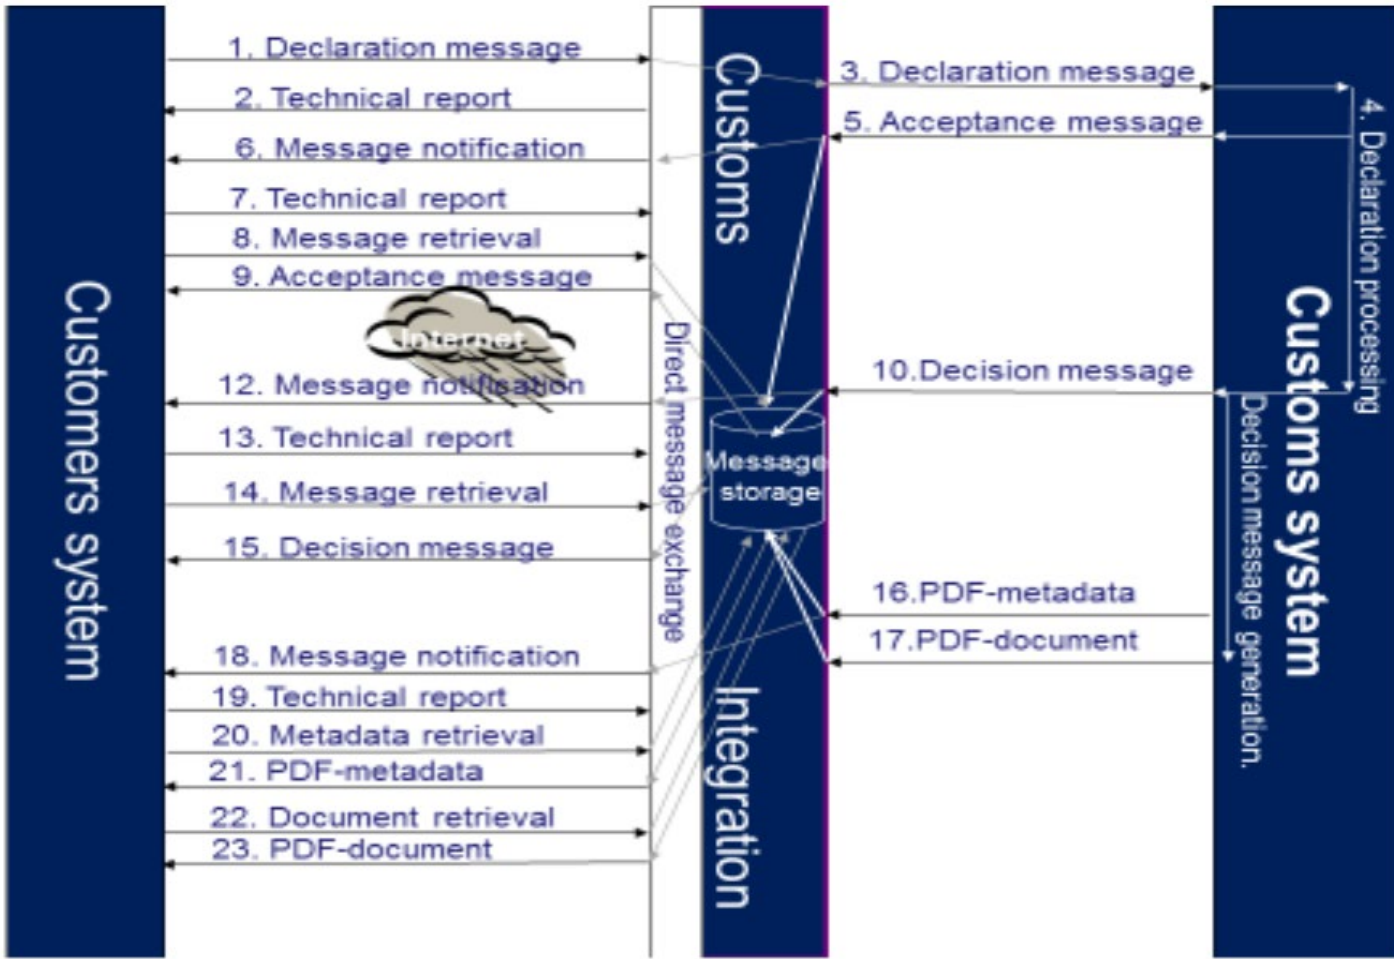 Customers system
1. Declaration message
2. Technical report
6. Message notification
7. Technical report
8. Message retrieval
9. Acceptance message
Internet
12. Message notification
13. Technical report
14. Message retrieval
15. Decision message
18. Message notification
19. Technical report
20. Metadata retrieval
21. PDF-metadata
22. Document retrieval
23. PDF-document
Direct message exchange
Customs
Message
storage
Integration
3. Declaration message
5. Acceptance message
10.Decision message
16.PDF-metadata
17.PDF-document
4. Declaration processing
Decision message generation.
Customs system